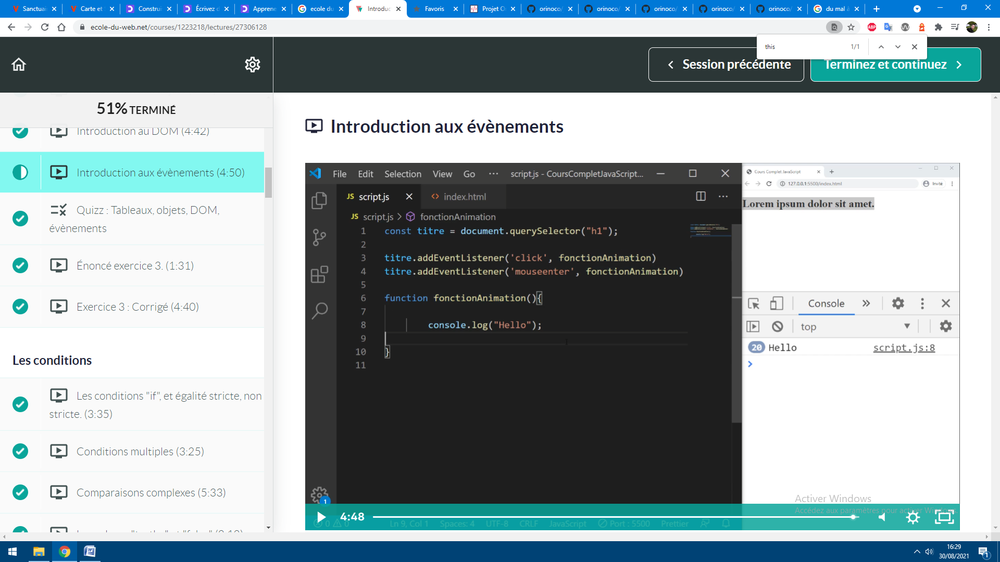 Sanctuai
Carte et
Construi
Écrivez d
Apprene
ecole du
Introduc
Favoris
Projet O
orinoco/
orinoco/
orinoco/
orinoco/
orinoco/
du mal à
ecole-du-web.net/courses/1223218/lectures/27306128
this
1/1
Session précédente
Terminez et continuez
51% TERMINÉ
Introduction au DOM (4:42)
Introduction aux évènements (4:50)
Quizz : Tableaux, objets, DOM,
évènements
Énoncé exercice 3. (1:31)
Exercice 3 : Corrigé (4:40)
Les conditions
Les conditions "if", et égalité stricte, non
stricte. (3:35)
Conditions multiples (3:25)
Comparaisons complexes (5:33)
Introduction aux évènements
File Edit Selection View Go ··· script.js - CoursCompletJavaScript...
JS script.js
<> index.html
JS script.js > fonctionAnimation
1 const titre = document.querySelector("h1");
2
3 titre.addEventListener('click', fonctionAnimation)
4 titre.addEventListener('mouseenter', fonctionAnimation)
5
6 function fonctionAnimation(){
7
8 console.log("Hello");
9
10 }
11
Cours Complet JavaScript
127.0.0.1:5500/index.html
Invité
Lorem ipsum dolor sit amet.
Console
top
20 Hello script.js:8
Activer Windows
Accédez aux paramètres pour activer Windows.
1
4:48
0 0 Ln 9, Col 1 Spaces: 4 UTF-8 CRLF JavaScript Port : 5500 Prettier
ABP
16:29
30/08/2021
1